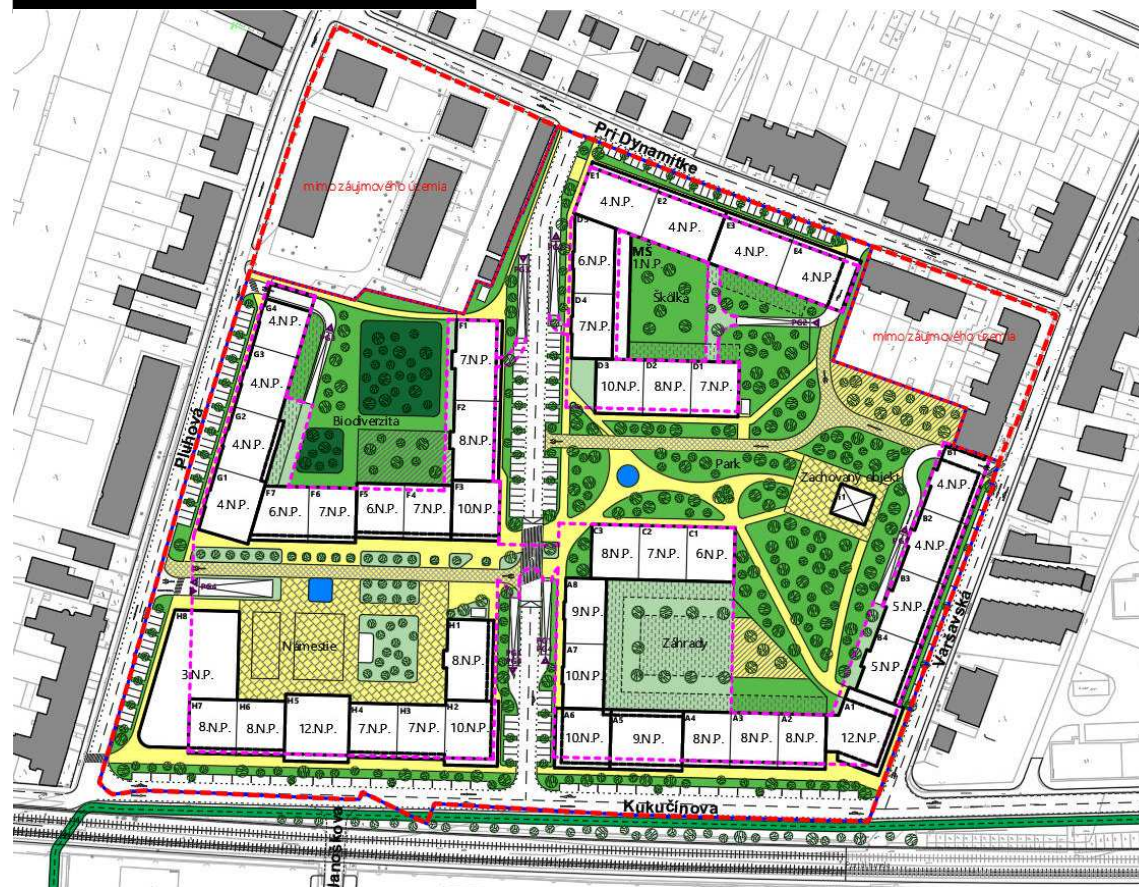 Pri Dynamitke
mimo záujmového územia
E1
4.N.P.
E2
4.N.P.
E3
4.N.P.
E4
4.N.P.
D5
6.N.P.
MŠ
1N.P.
Škôlka
D4
7.N.P.
mimo záujmového územia
G4
4.N.P.
G3
4.N.P.
G2
4.N.P.
G1
4.N.P.
F1
7.N.P.
F2
8.N.P.
Biodiverzita
Pluhová
D3
10.N.P.
D2
8.N.P.
D1
7.N.P.
Park
Zachovaný objekt
I1
F7
6.N.P.
F6
7.N.P.
F5
6.N.P.
F4
7.N.P.
F3
10.N.P.
B1
4.N.P.
B2
4.N.P.
B3
5.N.P.
B4
5.N.P.
Varšavská
C3
8.N.P.
C2
7.N.P.
C1
6.N.P.
A8
9.N.P.
A7
10.N.P.
Záhrady
PG4
H8
3.N.P.
Námestie
H1
8.N.P.
H7
8.N.P.
H6
8.N.P.
H5
12.N.P.
H4
7.N.P.
H3
7.N.P.
H2
10.N.P.
A6
10.N.P.
A5
9.N.P.
A4
8.N.P.
A3
8.N.P.
A2
8.N.P.
A1
12.N.P.
Kukučínova